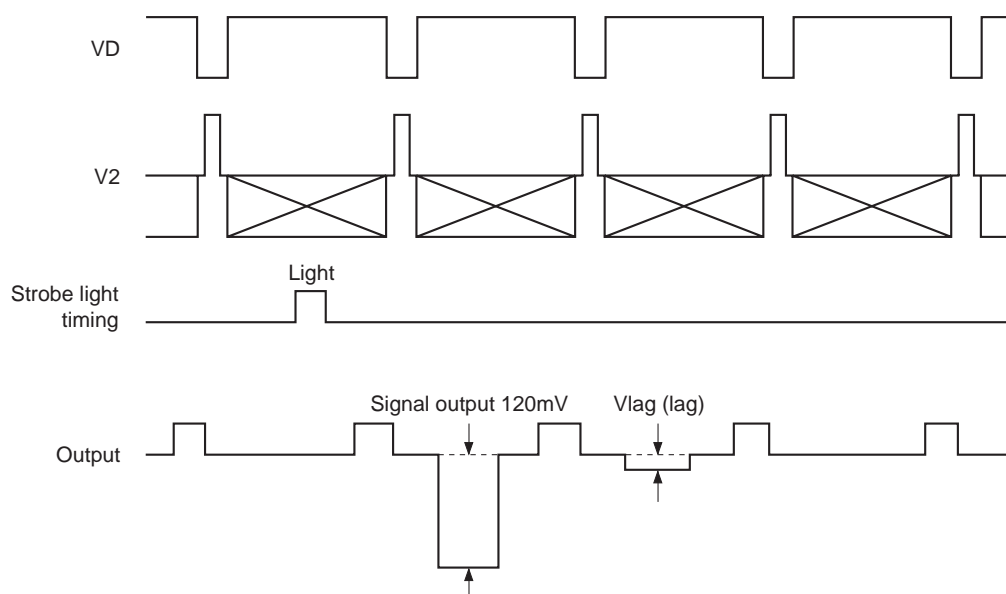 VD
V2
Light
Strobe light
timing
Signal output 120mV
Vlag (lag)
Output